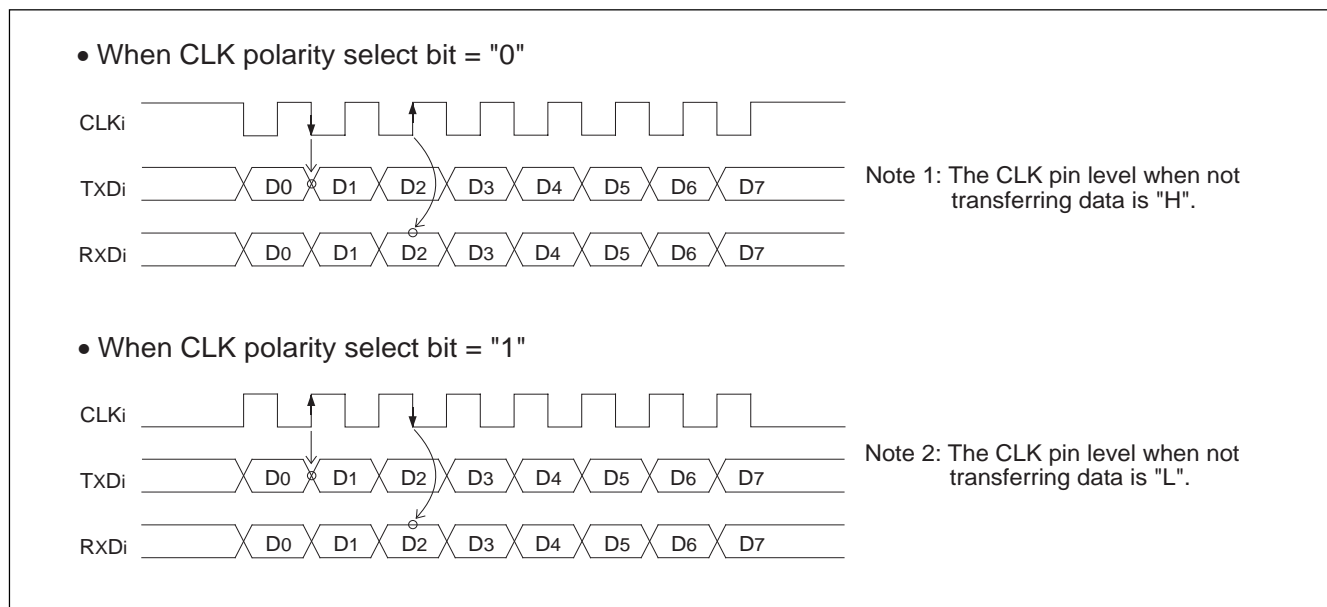 • When CLK polarity select bit = "0"
CLKi
TXDi D0 D1 D2 D3 D4 D5 D6 D7
RXDi D0 D1 D2 D3 D4 D5 D6 D7
Note 1: The CLK pin level when not
transferring data is "H".
• When CLK polarity select bit = "1"
CLKi
TXDi D0 D1 D2 D3 D4 D5 D6 D7
RXDi D0 D1 D2 D3 D4 D5 D6 D7
Note 2: The CLK pin level when not
transferring data is "L".